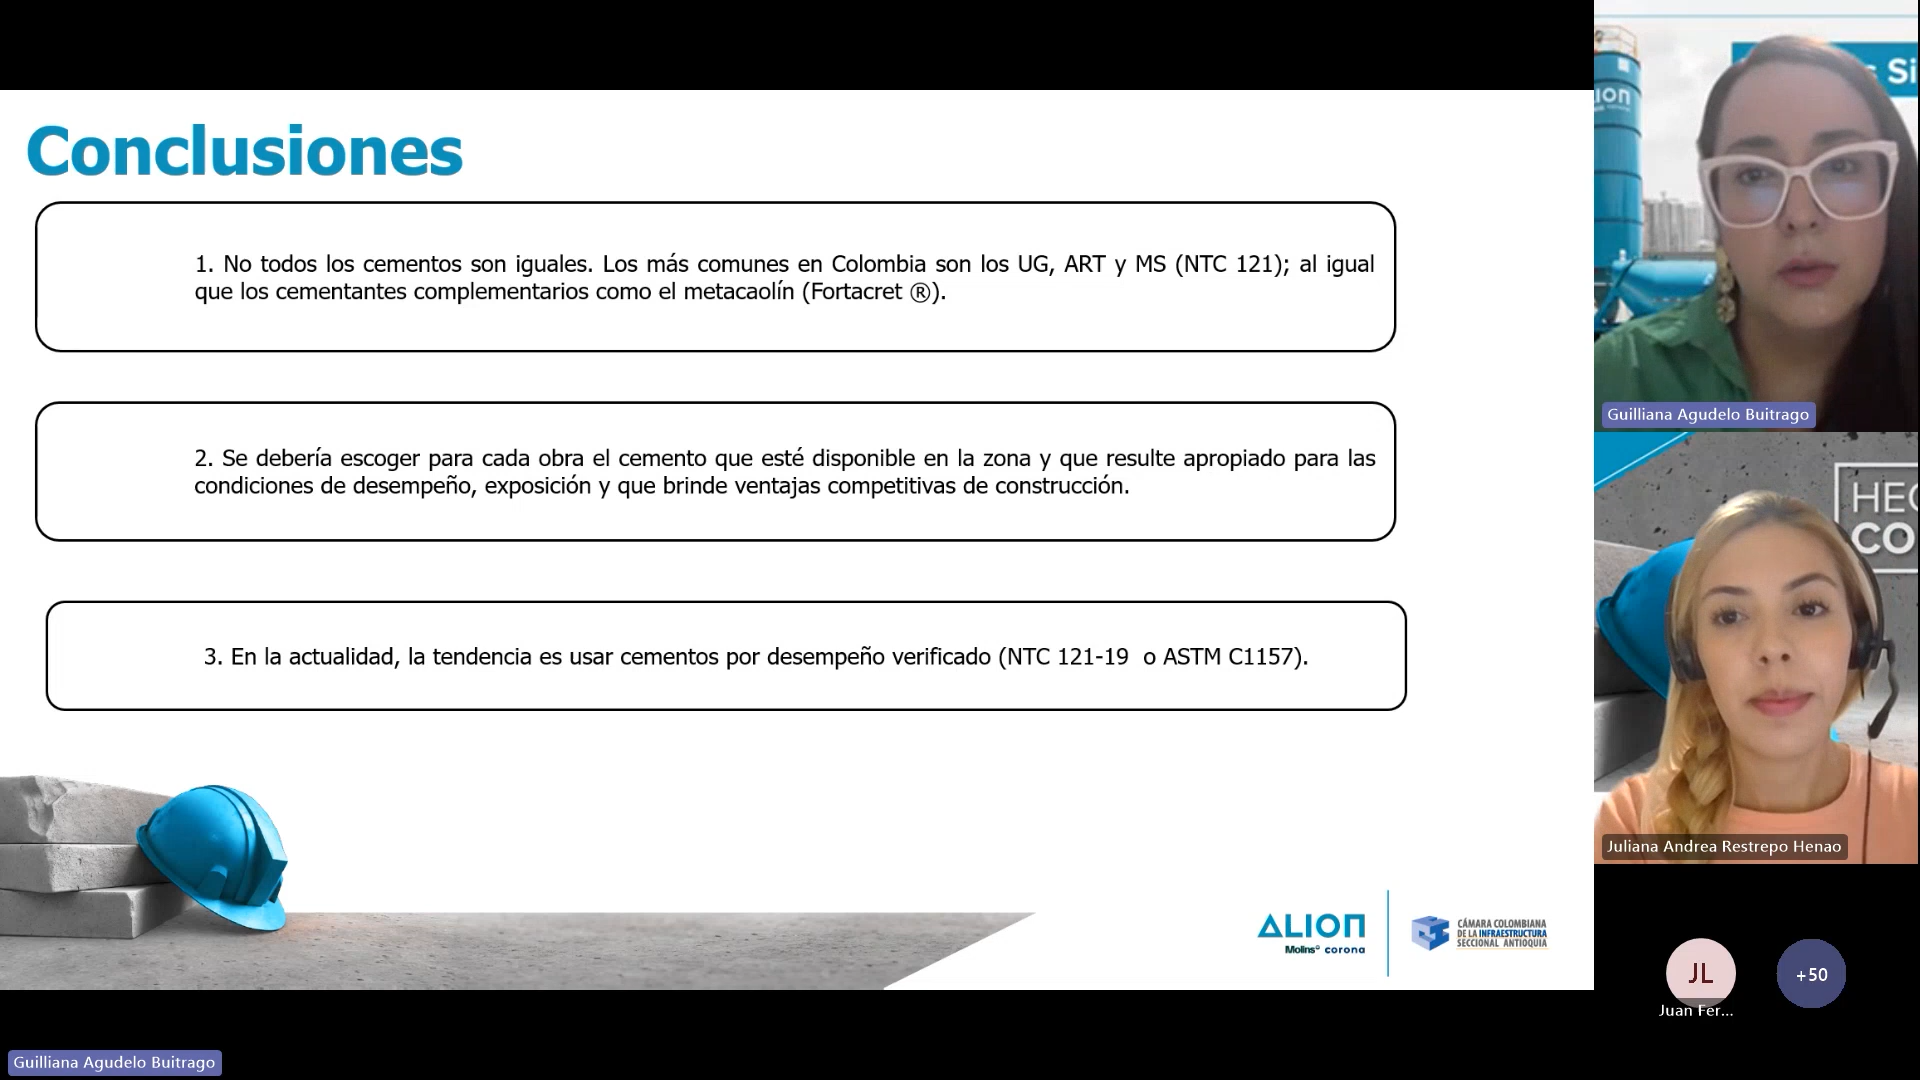 Conclusiones
1. No todos los cementos son iguales. Los más comunes en Colombia son los UG, ART y MS (NTC 121); al igual
que los cementantes complementarios como el metacaolín (Fortacret ®).
2. Se debería escoger para cada obra el cemento que esté disponible en la zona y que resulte apropiado para las
condiciones de desempeño, exposición y que brinde ventajas competitivas de construcción.
3. En la actualidad, la tendencia es usar cementos por desempeño verificado (NTC 121-19 o ASTM C1157).
ALION
Molins corona
CÁMARA COLOMBIANA
DE LA INFRAESTRUCTURA
SECCIONAL ANTIOQUIA
Guilliana Agudelo Buitrago
Si
Guilliana Agudelo Buitrago
HEC
CO
Juliana Andrea Restrepo Henao
JL
Juan Fer...
+50